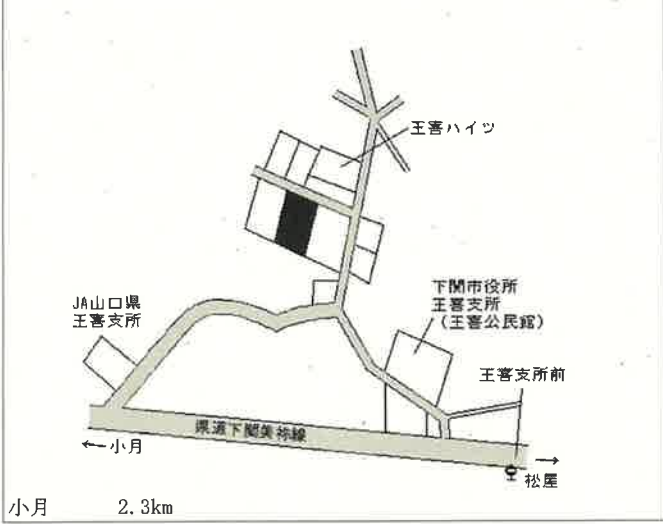 王喜ハイツ
JA山口県
王喜支所
下関市役所
王喜支所
(王喜公民館)
王喜支所前
県道下関美祢線
←小月
→
松屋
小月 2.3km